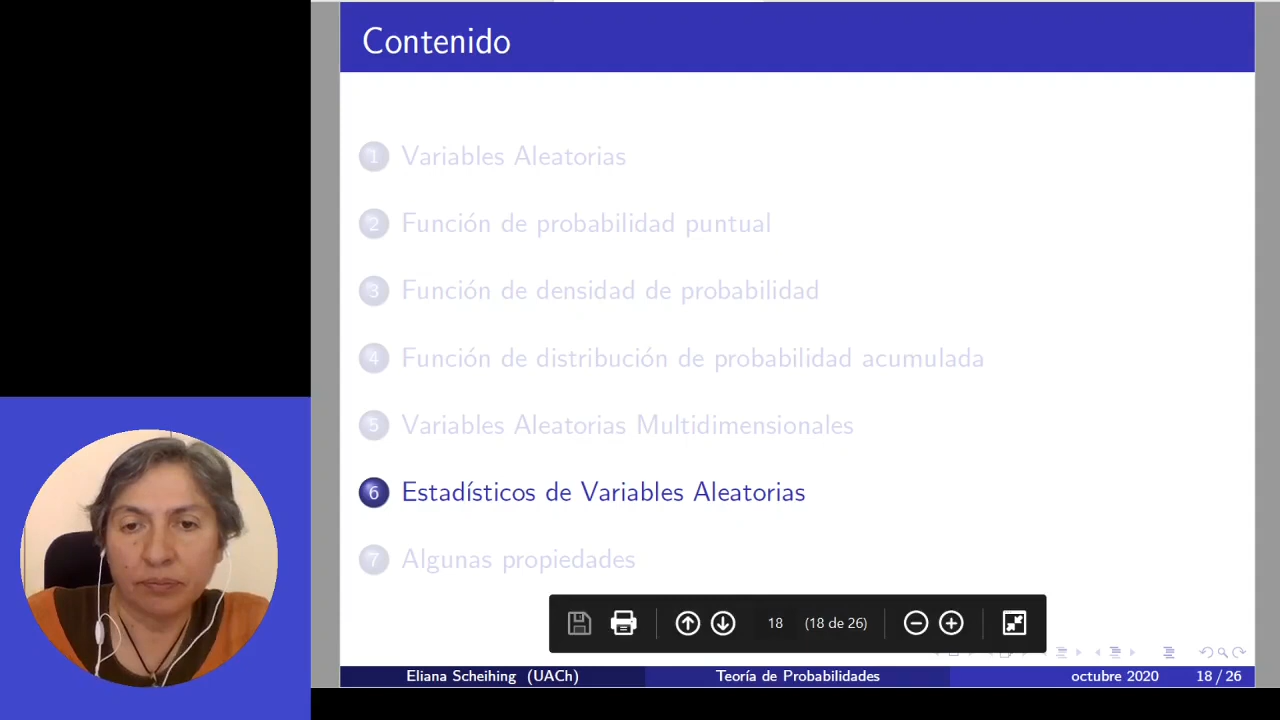 Contenido
1 Variables Aleatorias
2 Función de probabilidad puntual
3 Función de densidad de probabilidad
4 Función de distribución de probabilidad acumulada
5 Variables Aleatorias Multidimensionales
6 Estadísticos de Variables Aleatorias
7 Algunas propiedades
18 (18 de 26)
Eliana Scheihing (UACh) Teoría de Probabilidades octubre 2020 18 / 26